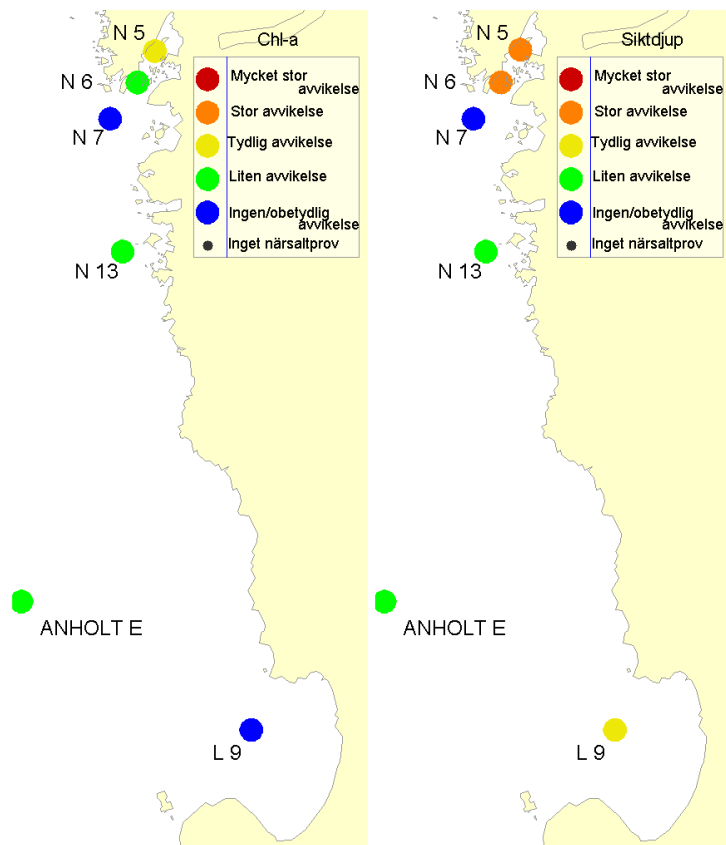 N 5
Chl-a
N 6
Mycket stor
avvikelse
Stor avvikelse
N 7
Tydlig avvikelse
Liten avvikelse
Ingen/obetydlig
avvikelse
Inget närsaltprov
N 13
ANHOLT E
L 9
N 5
Siktdjup
N 6
Mycket stor
avvikelse
Stor avvikelse
N 7
Tydlig avvikelse
Liten avvikelse
Ingen/obetydlig
avvikelse
Inget närsaltprov
N 13
ANHOLT E
L 9